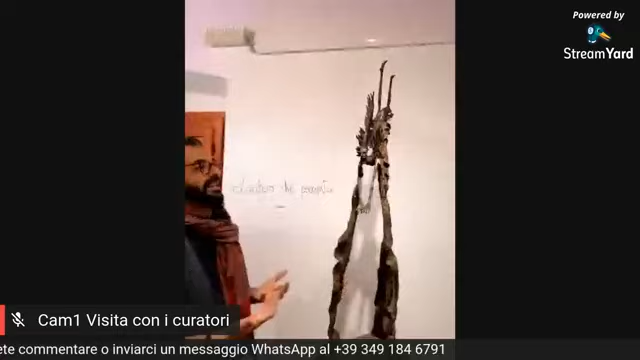 Powered by
StreamYard
Cam1 Visita con i curatori
ete commentare o inviarci un messaggio WhatsApp al +39 349 184 6791